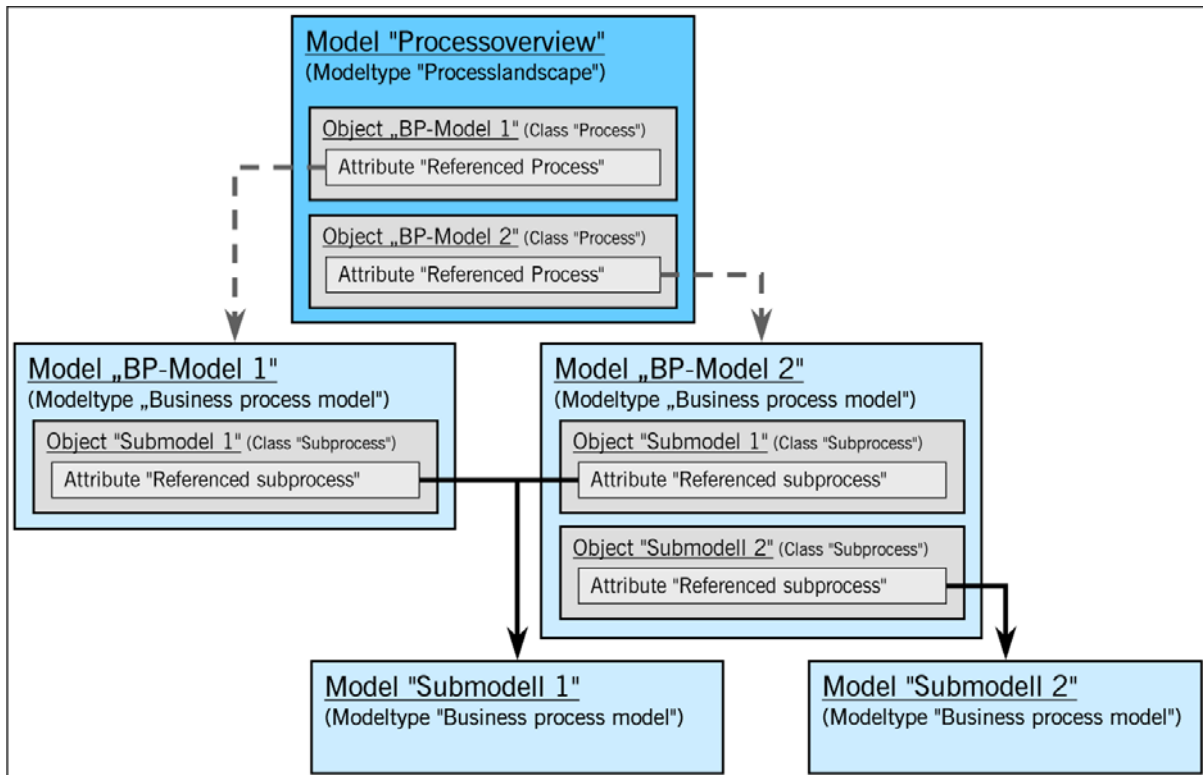 Model "Processoverview"
(Modeltype "Processlandscape")
Object „BP-Model 1" (Class "Process")
Attribute "Referenced Process"
Object „BP-Model 2" (Class "Process")
Attribute "Referenced Process"
Model „BP-Model 1"
(Modeltype „Business process model")
Object "Submodel 1" (Class "Subprocess")
Attribute "Referenced subprocess"
Model „BP-Model 2"
(Modeltype „Business process model")
Object "Submodel 1" (Class "Subprocess")
Attribute "Referenced subprocess"
Object "Submodell 2" (Class "Subprocess")
Attribute "Referenced subprocess"
Model "Submodell 1"
(Modeltype "Business process model")
Model "Submodell 2"
(Modeltype "Business process model")